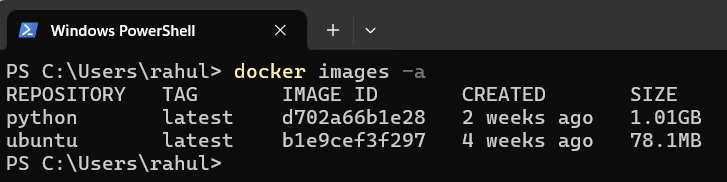 Windows PowerShell
PS C:\Users\rahul> docker images -a
REPOSITORY   TAG       IMAGE ID       CREATED       SIZE
python       latest    d702a66b1e28   2 weeks ago   1.01GB
ubuntu       latest    b1e9cef3f297   4 weeks ago   78.1MB
PS C:\Users\rahul>